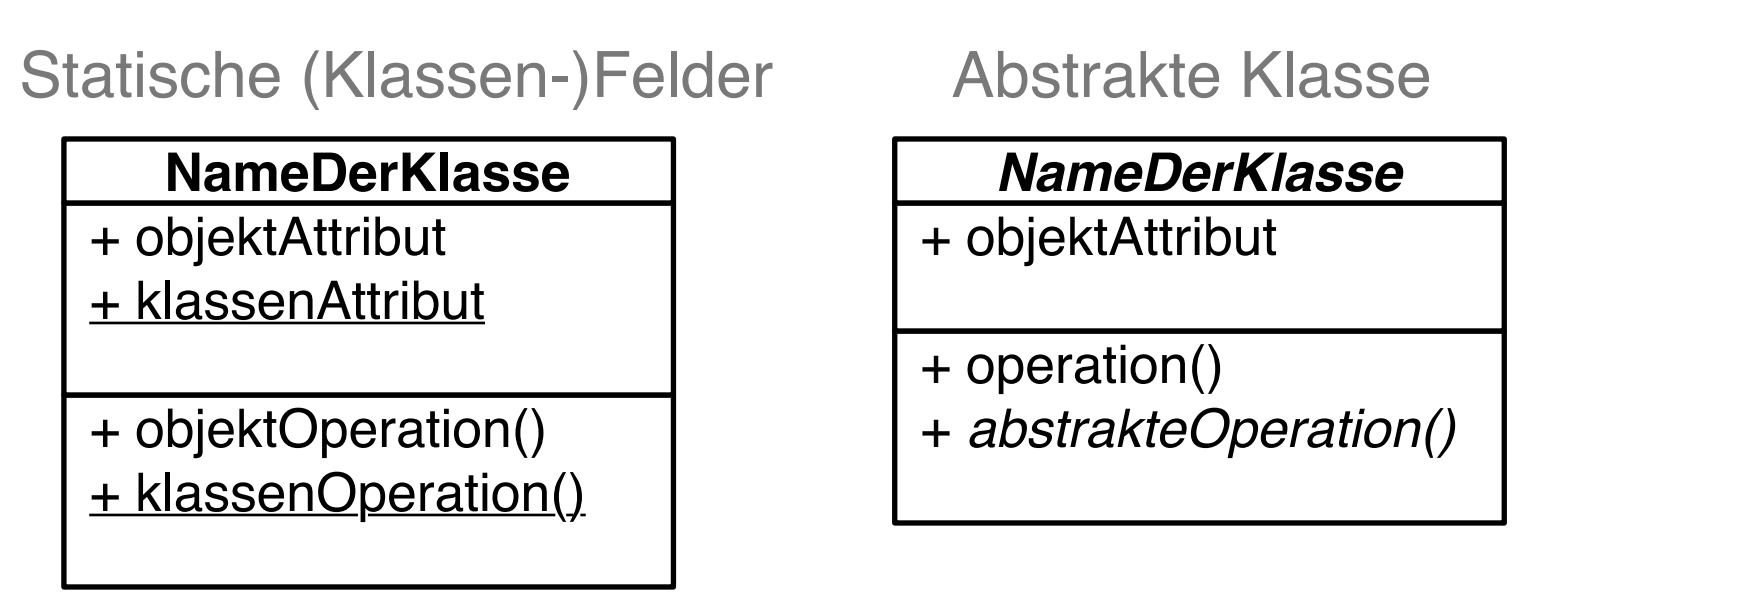 Statische (Klassen-)Felder
NameDerKlasse
+ objektAttribut
+ klassenAttribut
+ objektOperation()
+ klassenOperation()
Abstrakte Klasse
NameDerKlasse
+ objektAttribut
+ operation()
+ abstrakteOperation()